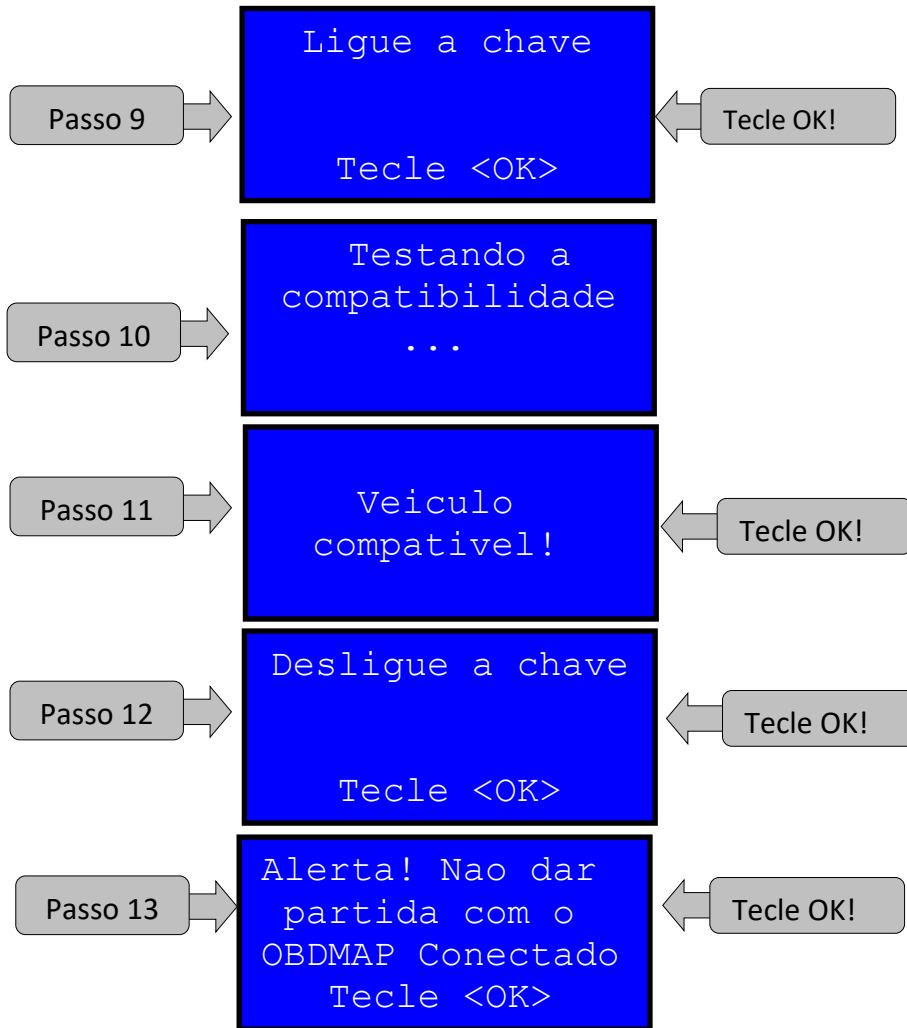 Ligue a chave
Passo 9
Tecle OK!
Tecle <OK>
Testando a
compatibilidade
Passo 10
...
Passo 11
Veiculo
compativel!
Tecle OK!
Desligue a chave
Passo 12
Tecle OK!
Tecle <OK>
Alerta! Nao dar
Passo 13
partida com o
Tecle OK!
OBDMAP Conectado
Tecle <OK>